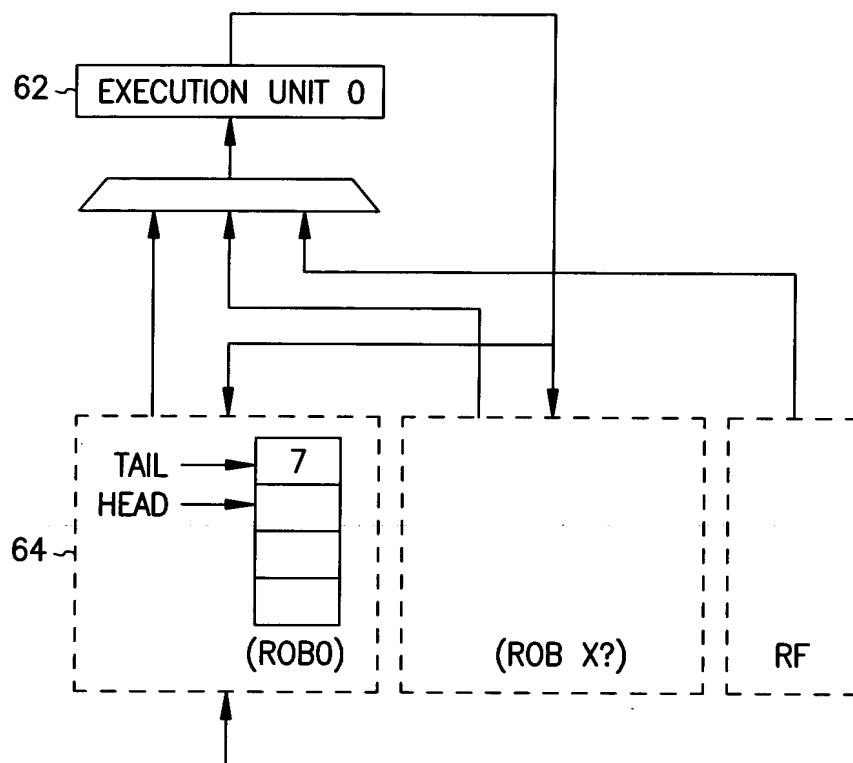 62 EXECUTION UNIT 0
TAIL 7
HEAD
64
(ROB0) (ROB X?) RF